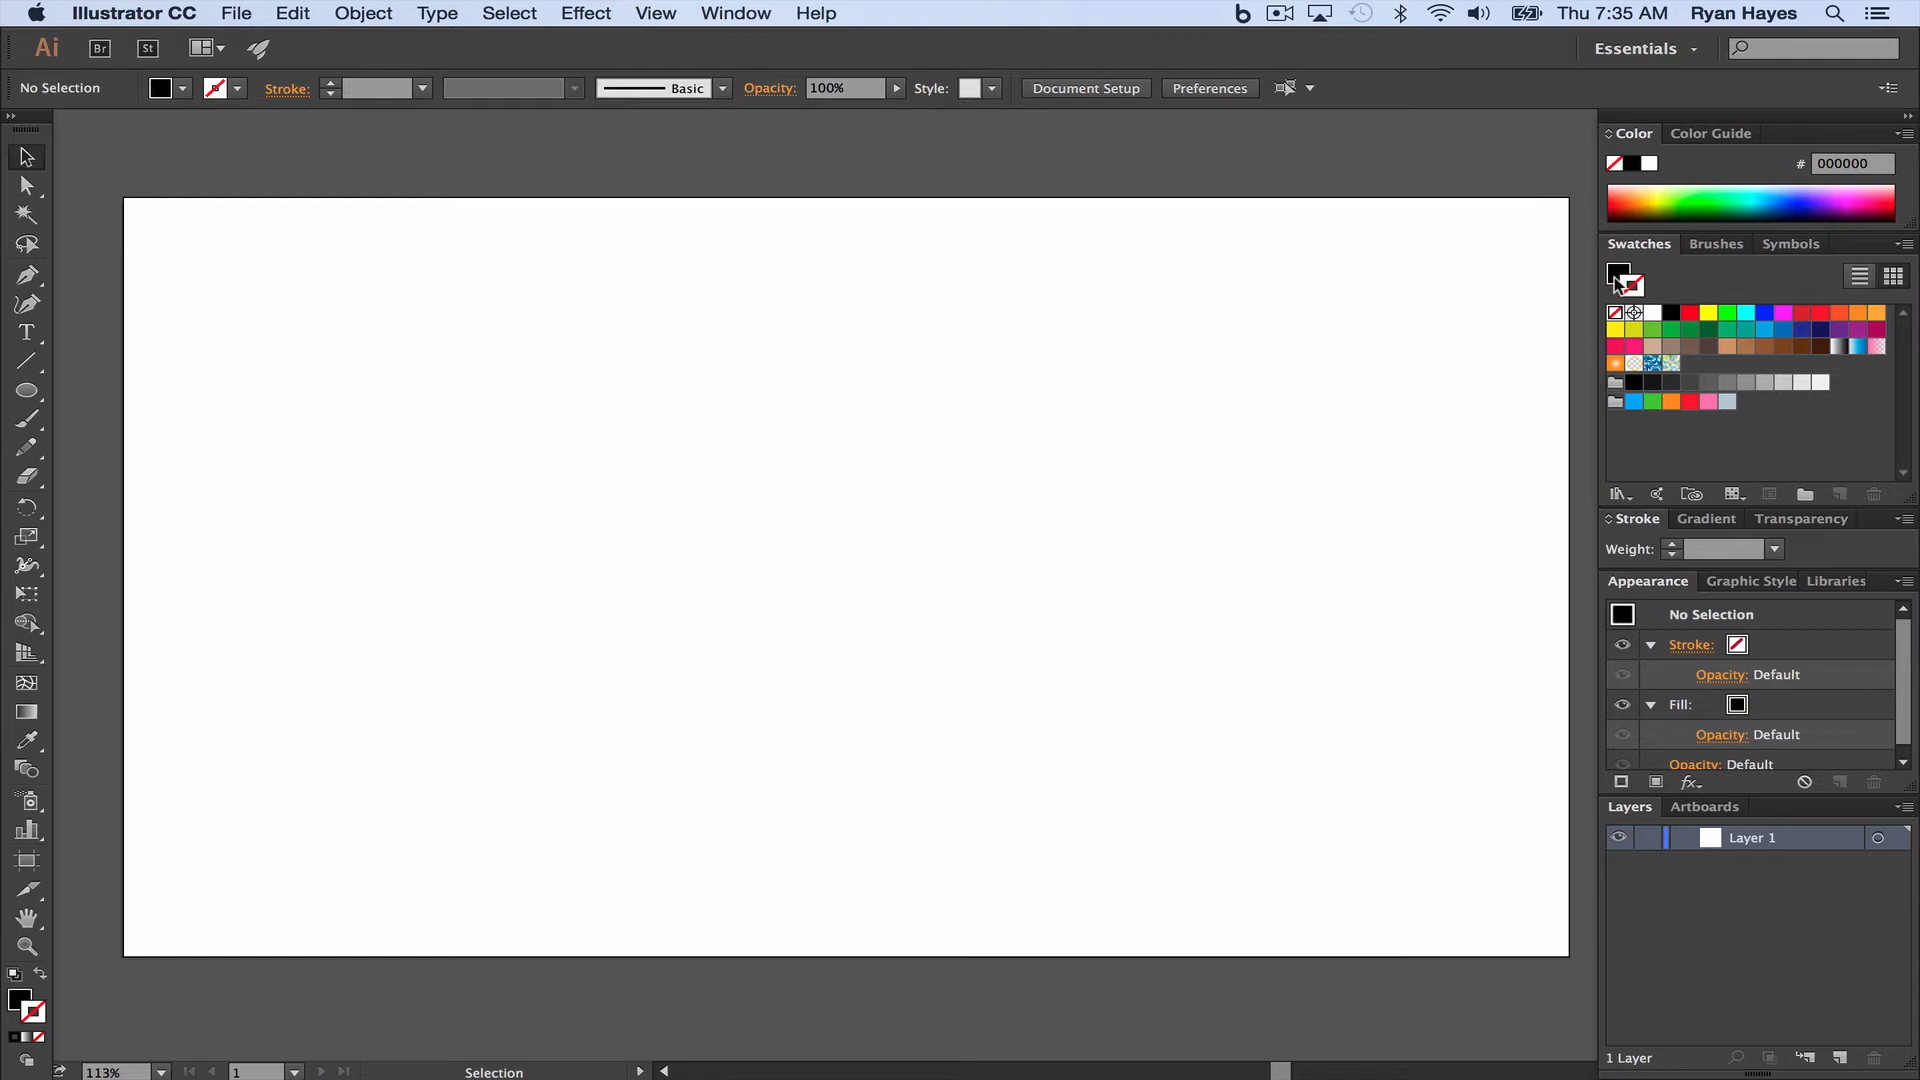 Illustrator CC File Edit Object Type Select Effect View Window Help Thu 7:35 AM Ryan Hayes
Ai Br St Essentials
No Selection Stroke: Basic Opacity: 100% Style: Document Setup Preferences
Color Color Guide
# 000000
Swatches Brushes Symbols
T
Stroke Gradient Transparency
Weight:
Appearance Graphic Style Libraries
No Selection
Stroke:
Opacity: Default
Fill:
Opacity: Default
Opacity: Default
fx
Layers Artboards
Layer 1
1 Layer
113% 1 Selection